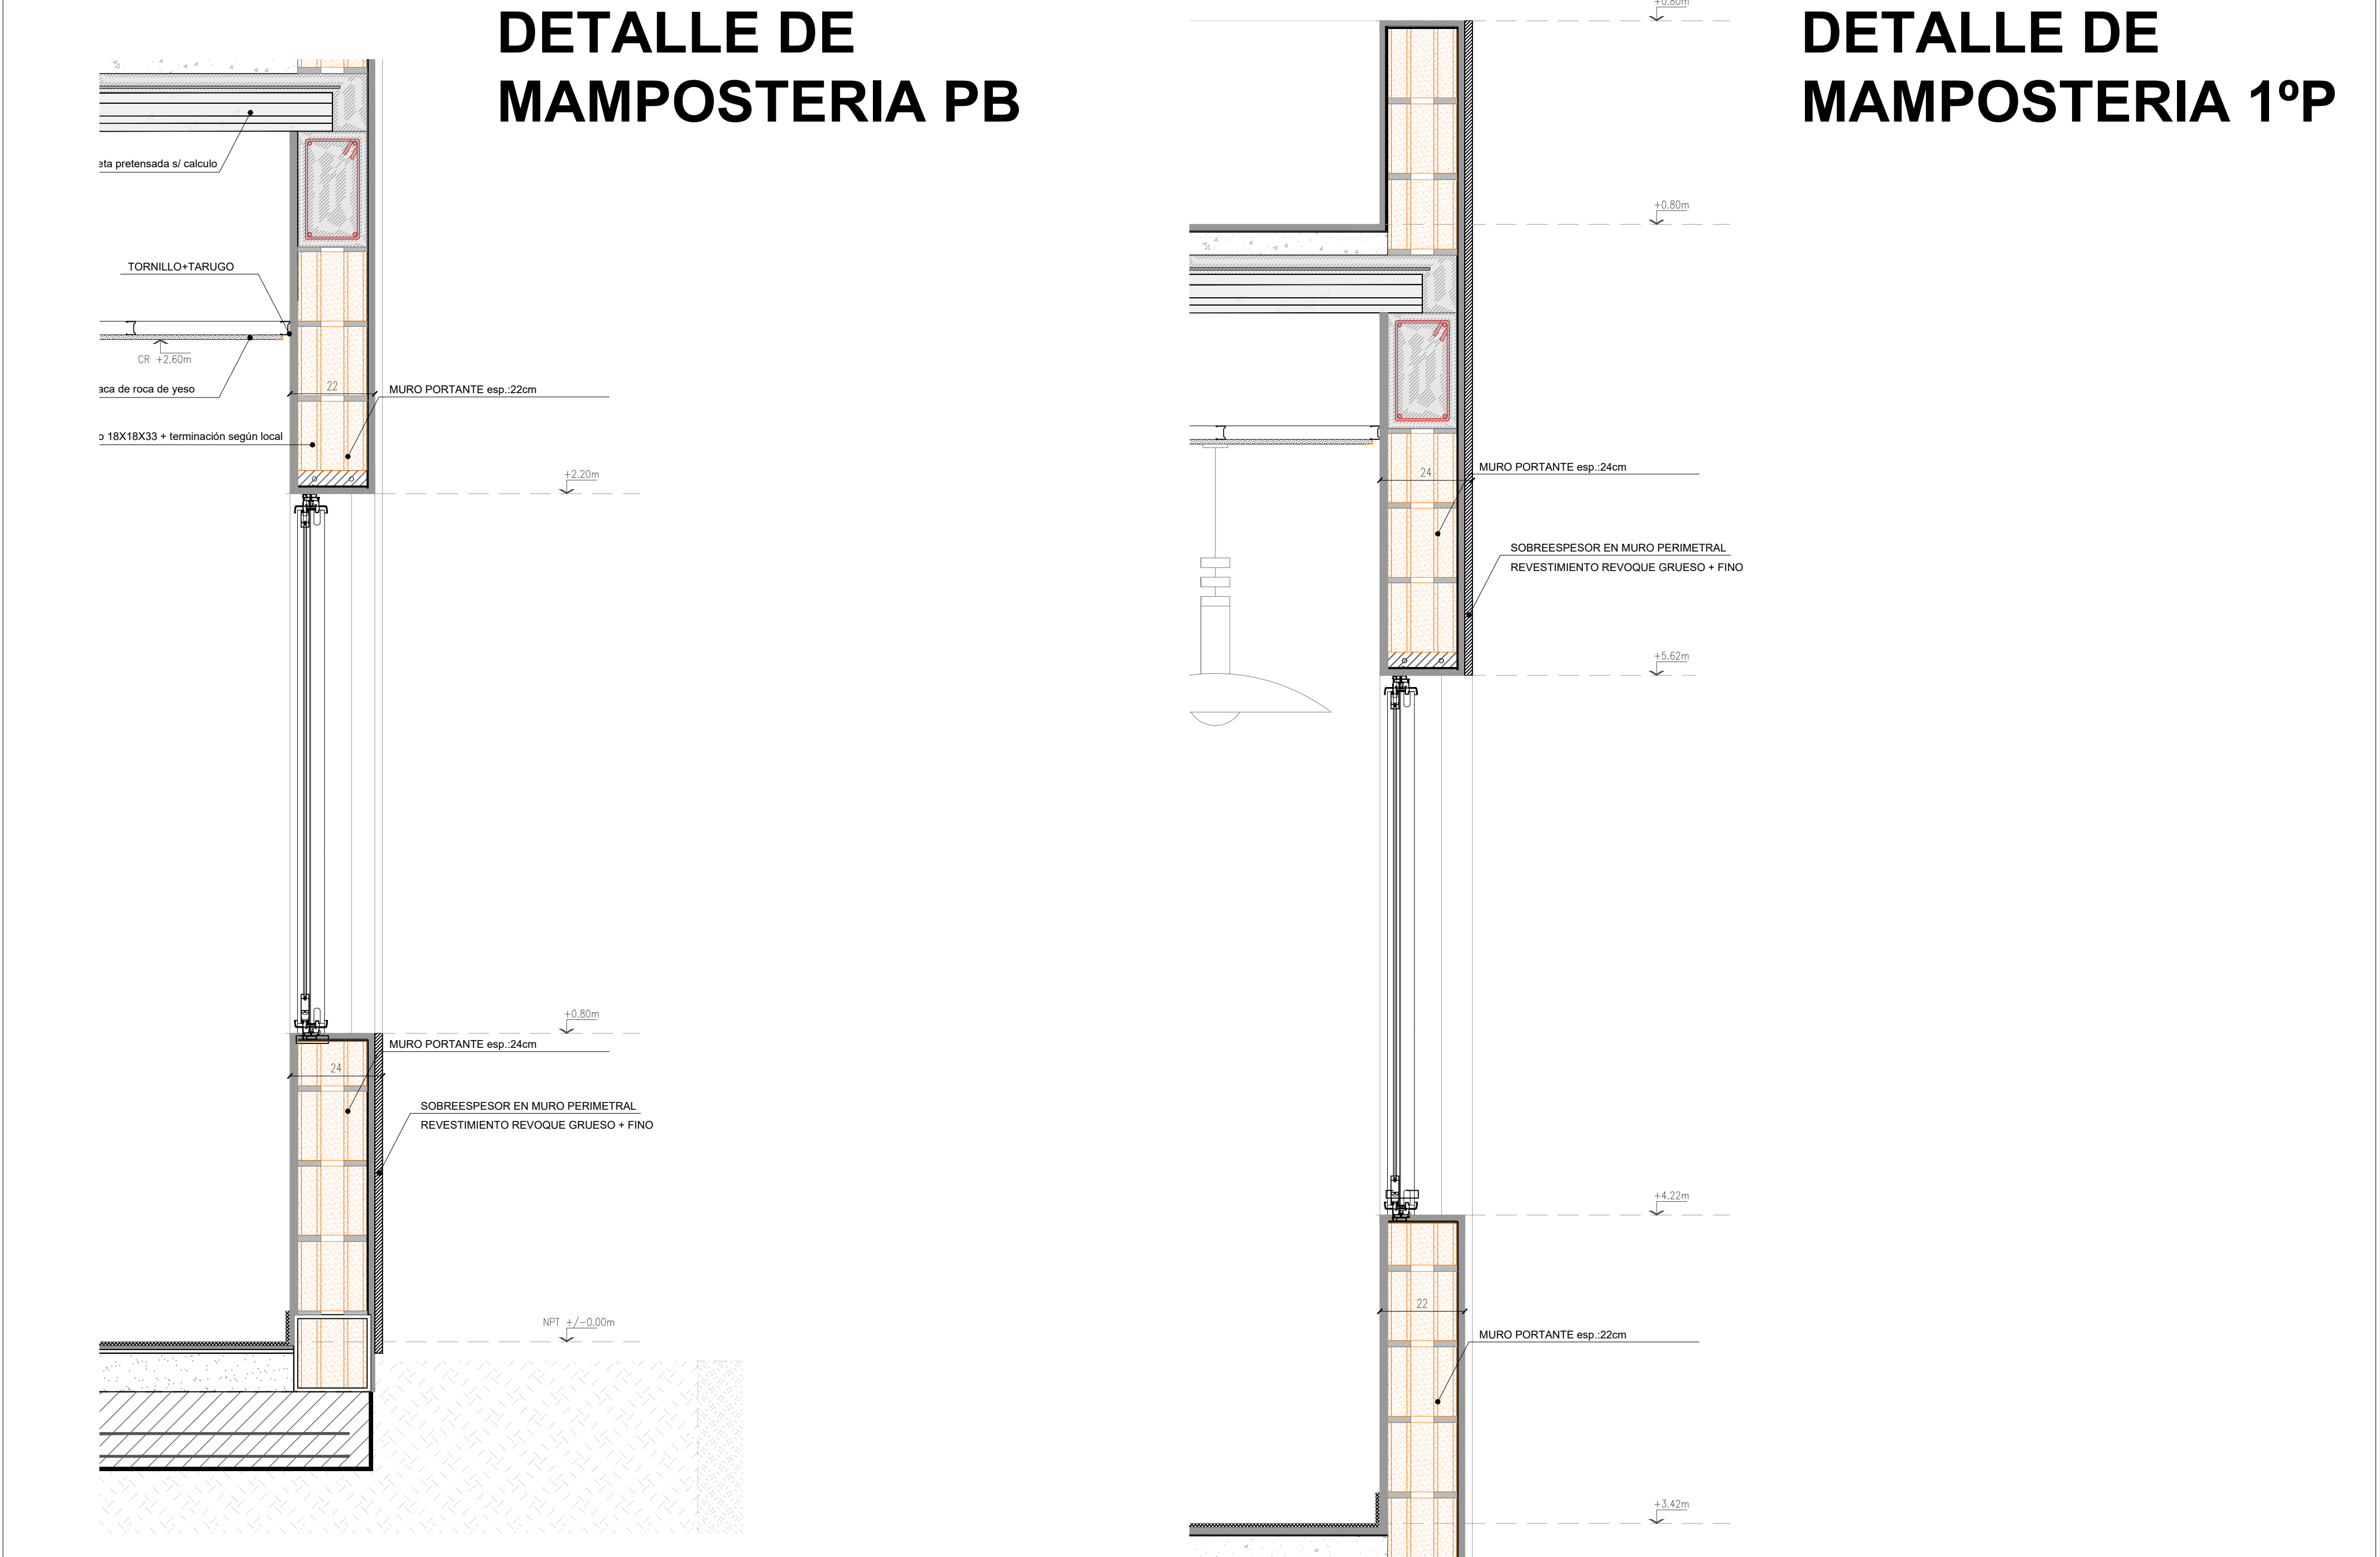 DETALLE DE
MAMPOSTERIA PB
eta pretensada s/ calculo
TORNILLO+TARUGO
CR +2.60m
aca de roca de yeso
22
MURO PORTANTE esp.:22cm
o 18X18X33 + terminación según local
+2.20m
+0.80m
MURO PORTANTE esp.:24cm
24
SOBREESPESOR EN MURO PERIMETRAL
REVESTIMIENTO REVOQUE GRUESO + FINO
NPT +/-0.00m
DETALLE DE
MAMPOSTERIA 1ºP
+0.80m
+0.80m
24
MURO PORTANTE esp.:24cm
SOBREESPESOR EN MURO PERIMETRAL
REVESTIMIENTO REVOQUE GRUESO + FINO
+5.62m
+4.22m
22
MURO PORTANTE esp.:22cm
+3.42m